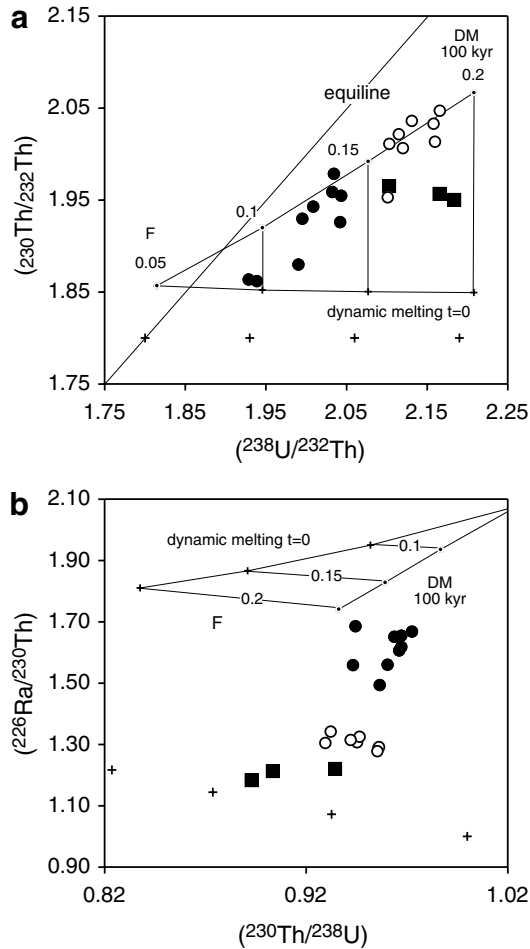 a
2.15
2.05
1.95
1.85
1.75
(230Th/232Th)
equiline
DM
100 kyr
0.2
0.15
0.1
F
0.05
dynamic melting t=0
1.75 1.85 1.95 2.05 2.15 2.25
(238U/232Th)
b
2.10
1.90
1.70
1.50
1.30
1.10
0.90
(226Ra/230Th)
dynamic melting t=0
0.1
0.15
0.2
DM
100 kyr
F
0.82 0.92 1.02
(230Th/238U)